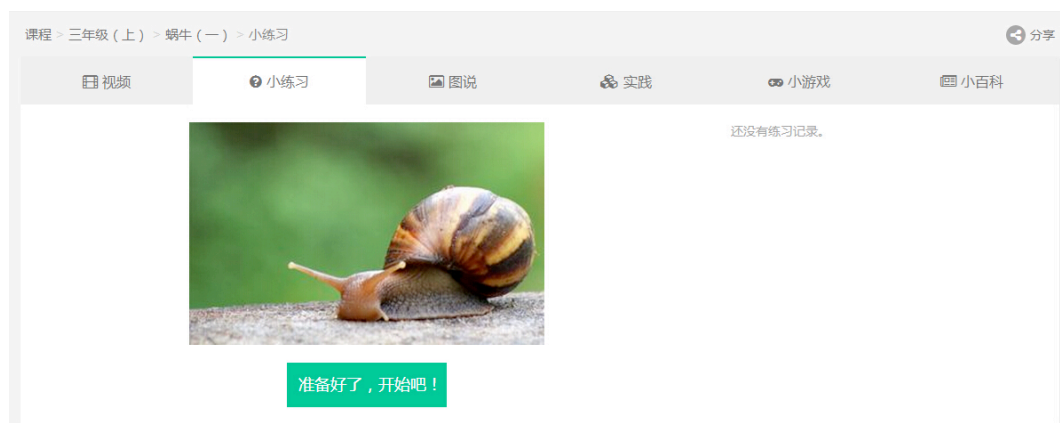 课程 > 三年级（上） > 蜗牛（一） > 小练习
分享
视频 小练习 图说 实践 小游戏 小百科
还没有练习记录。
准备好了，开始吧！